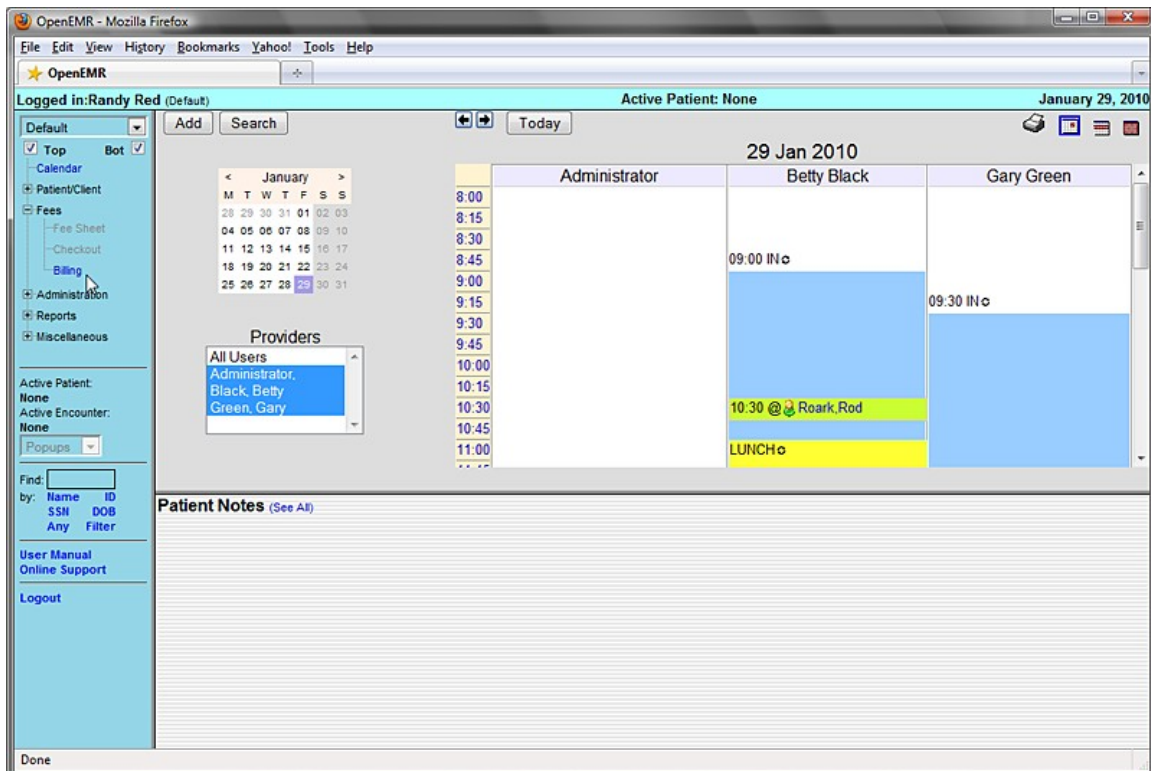 OpenEMR - Mozilla Firefox
File Edit View History Bookmarks Yahoo! Tools Help
OpenEMR
Logged in:Randy Red (Default)
Active Patient: None
January 29, 2010
Default
Top Bot
Calendar
Patient/Client
Fees
Fee Sheet
Checkout
Billing
Administration
Reports
Miscellaneous
Active Patient:
None
Active Encounter:
None
Popups
Find:
by: Name ID
SSN DOB
Any Filter
User Manual
Online Support
Logout
Add Search
< January >
M T W T F S S
28 29 30 31 01 02 03
04 05 06 07 08 09 10
11 12 13 14 15 16 17
18 19 20 21 22 23 24
25 26 27 28 29 30 31
Providers
All Users
Administrator,
Black, Betty
Green, Gary
Today
29 Jan 2010
Administrator Betty Black Gary Green
8:00
8:15
8:30
8:45
9:00
9:15
9:30
9:45
10:00
10:15
10:30
10:45
11:00
09:00 IN
10:30 @ Roark,Rod
LUNCH
09:30 IN
Patient Notes (See All)
Done